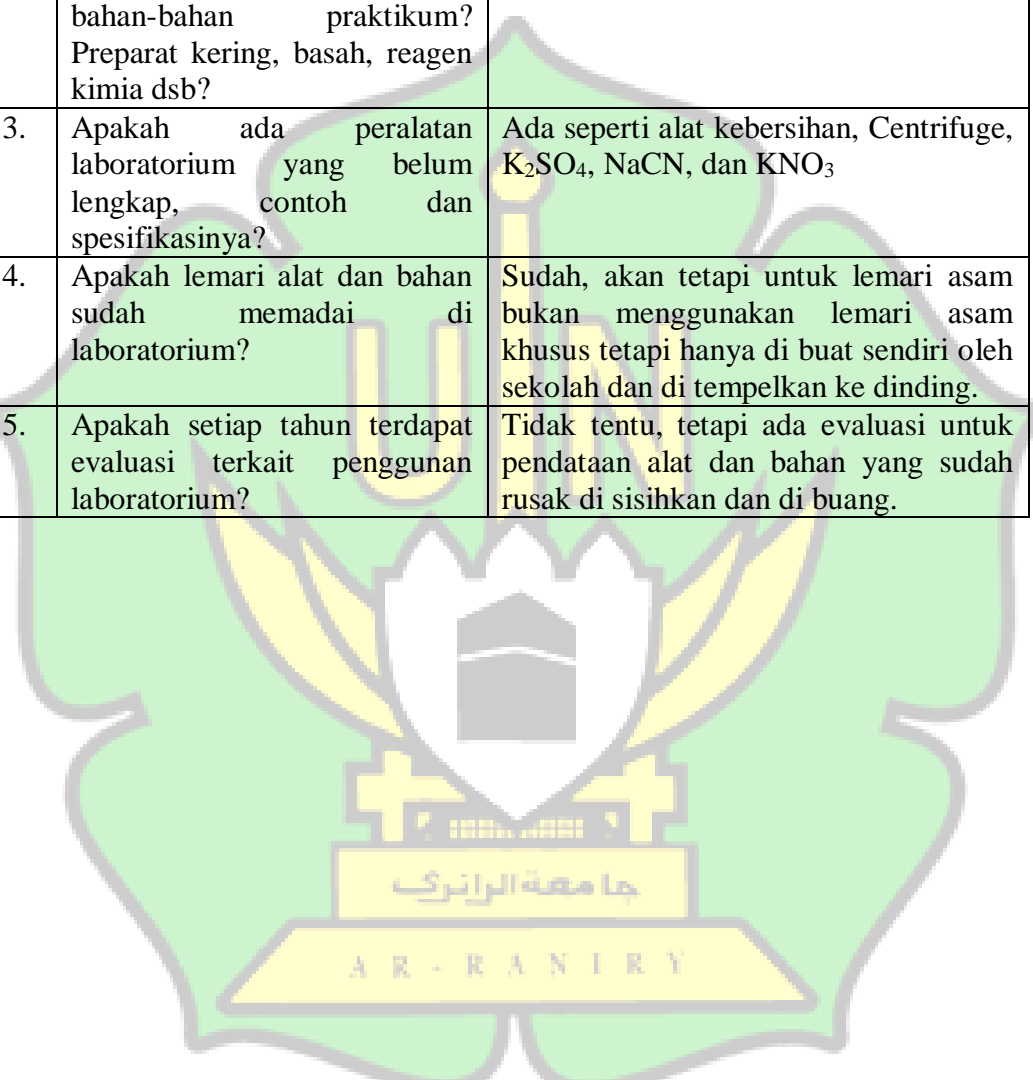 bahan-bahan praktikum?
Preparat kering, basah, reagen
kimia dsb?
3. Apakah ada peralatan
laboratorium yang belum
lengkap, contoh dan
spesifikasinya?
Ada seperti alat kebersihan, Centrifuge,
K₂SO₄, NaCN, dan KNO₃
4. Apakah lemari alat dan bahan
sudah memadai di
laboratorium?
Sudah, akan tetapi untuk lemari asam
bukan menggunakan lemari asam
khusus tetapi hanya di buat sendiri oleh
sekolah dan di tempelkan ke dinding.
5. Apakah setiap tahun terdapat
evaluasi terkait penggunan
laboratorium?
Tidak tentu, tetapi ada evaluasi untuk
pendataan alat dan bahan yang sudah
rusak di sisihkan dan di buang.
UIN
جامعة الرانري
AR-RANIRY